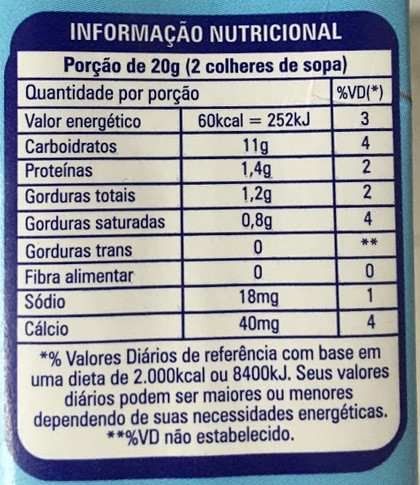 INFORMAÇÃO NUTRICIONAL
Porção de 20g (2 colheres de sopa)
Quantidade por porção %VD(*)
Valor energético 60kcal = 252kJ 3
Carboidratos 11g 4
Proteínas 1,4g 2
Gorduras totais 1,2g 2
Gorduras saturadas 0,8g 4
Gorduras trans 0 **
Fibra alimentar 0 0
Sódio 18mg 1
Cálcio 40mg 4
*% Valores Diários de referência com base em
uma dieta de 2.000kcal ou 8400kJ. Seus valores
diários podem ser maiores ou menores
dependendo de suas necessidades energéticas.
**%VD não estabelecido.